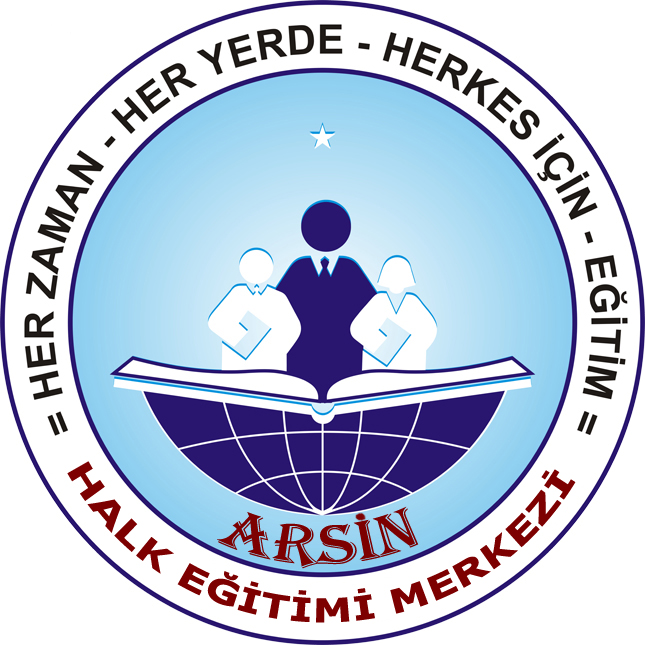 = HER ZAMAN - HER YERDE - HERKES İÇİN - EĞİTİM =
ARSİN
HALK EĞİTİMİ MERKEZİ